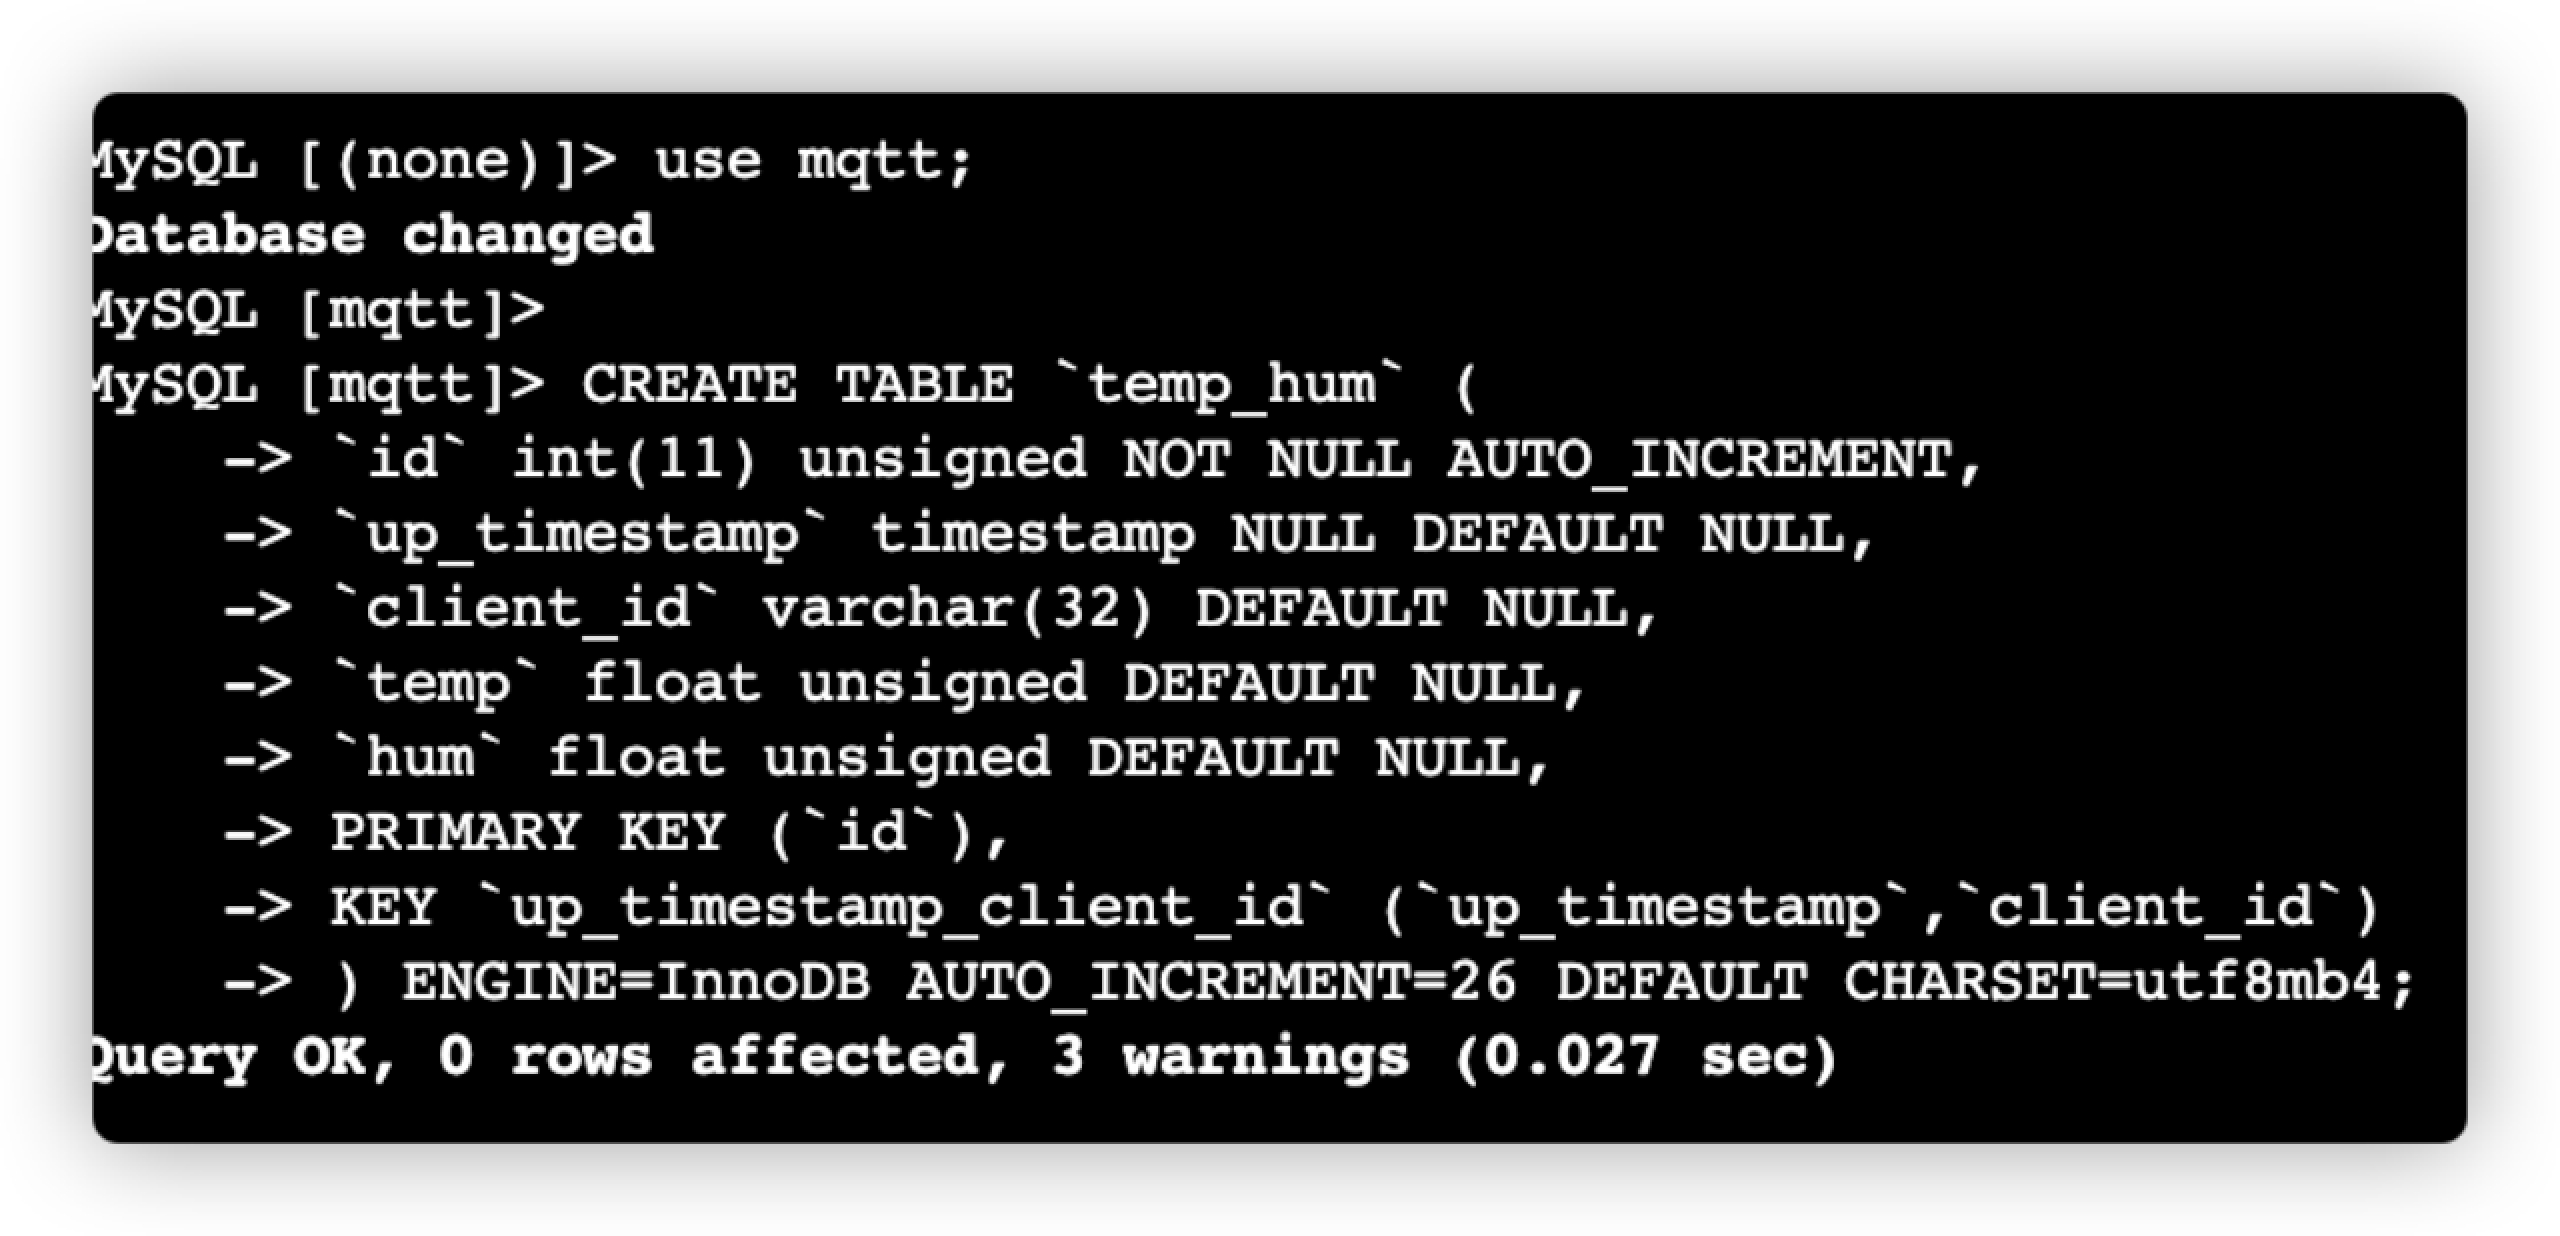 MySQL [(none)]> use mqtt;
Database changed
MySQL [mqtt]>
MySQL [mqtt]> CREATE TABLE `temp_hum` (
    -> `id` int(11) unsigned NOT NULL AUTO_INCREMENT,
    -> `up_timestamp` timestamp NULL DEFAULT NULL,
    -> `client_id` varchar(32) DEFAULT NULL,
    -> `temp` float unsigned DEFAULT NULL,
    -> `hum` float unsigned DEFAULT NULL,
    -> PRIMARY KEY (`id`),
    -> KEY `up_timestamp_client_id` (`up_timestamp`,`client_id`)
    -> ) ENGINE=InnoDB AUTO_INCREMENT=26 DEFAULT CHARSET=utf8mb4;
Query OK, 0 rows affected, 3 warnings (0.027 sec)